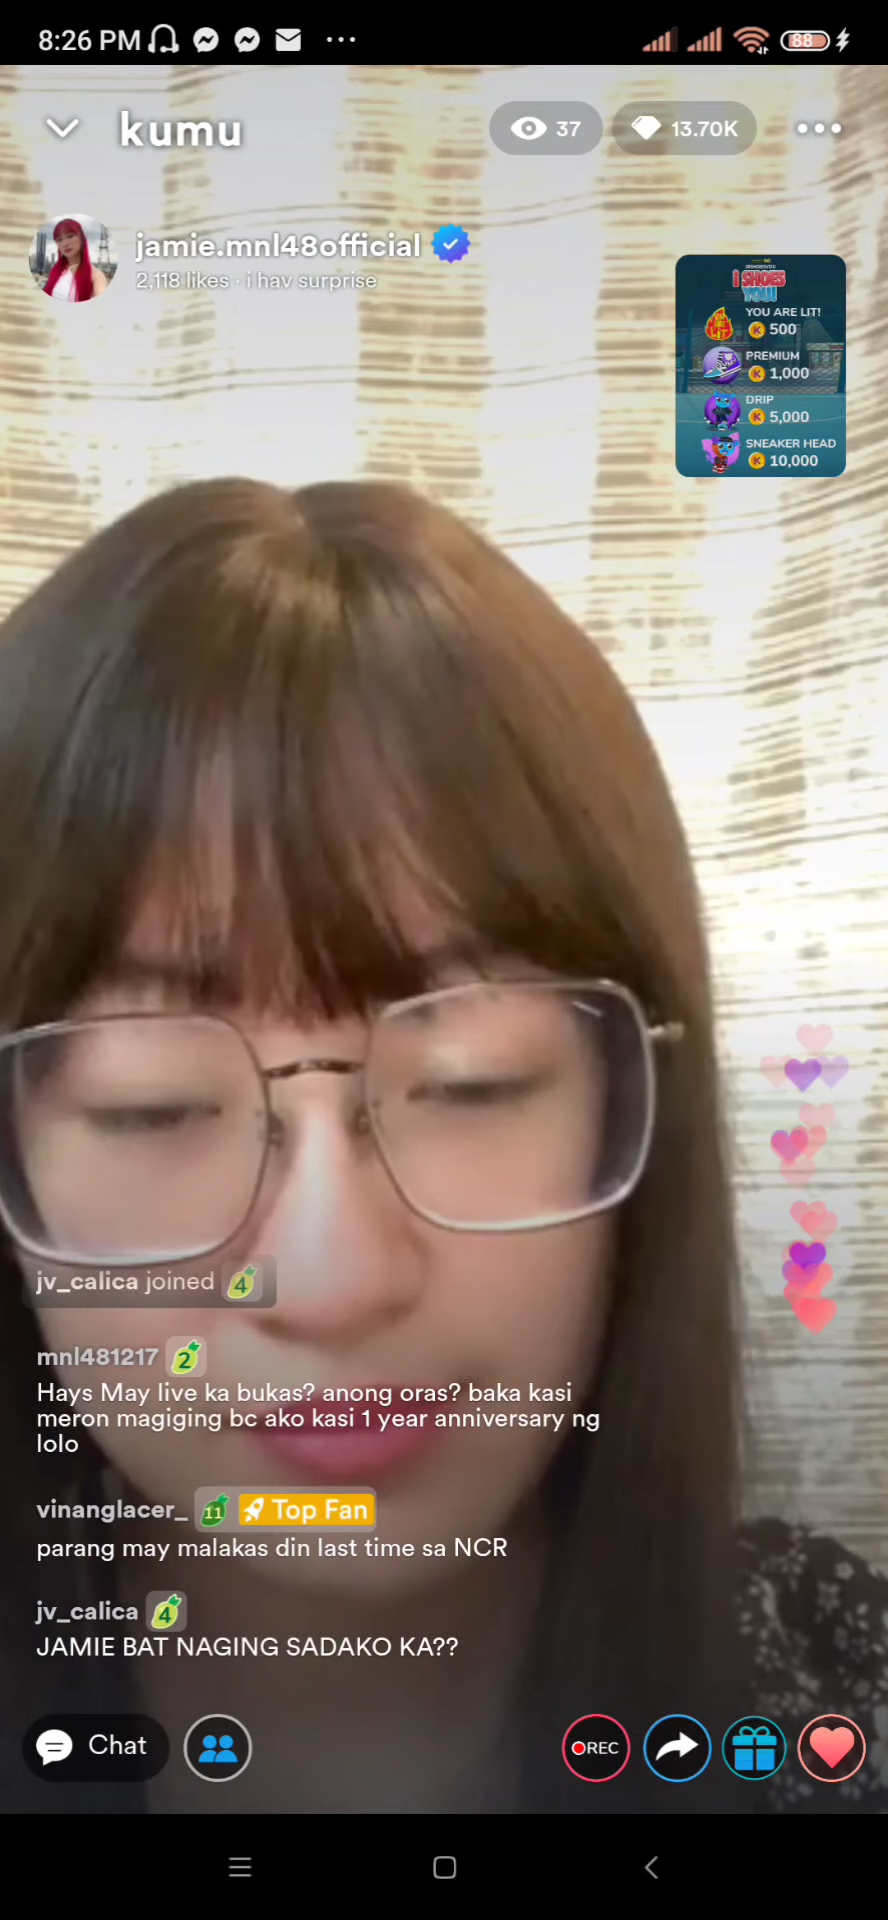 8:26 PM
88
kumu
37
13.70K
jamie.mnl48official
2,118 likes · i hav surprise
i SHOES
YOU!
YOU ARE LIT!
500
PREMIUM
1,000
DRIP
5,000
SNEAKER HEAD
10,000
jv_calica joined 4
mnl481217 2
Hays May live ka bukas? anong oras? baka kasi
meron magiging bc ako kasi 1 year anniversary ng
lolo
vinanglacer_ 11 Top Fan
parang may malakas din last time sa NCR
jv_calica 4
JAMIE BAT NAGING SADAKO KA??
Chat
REC